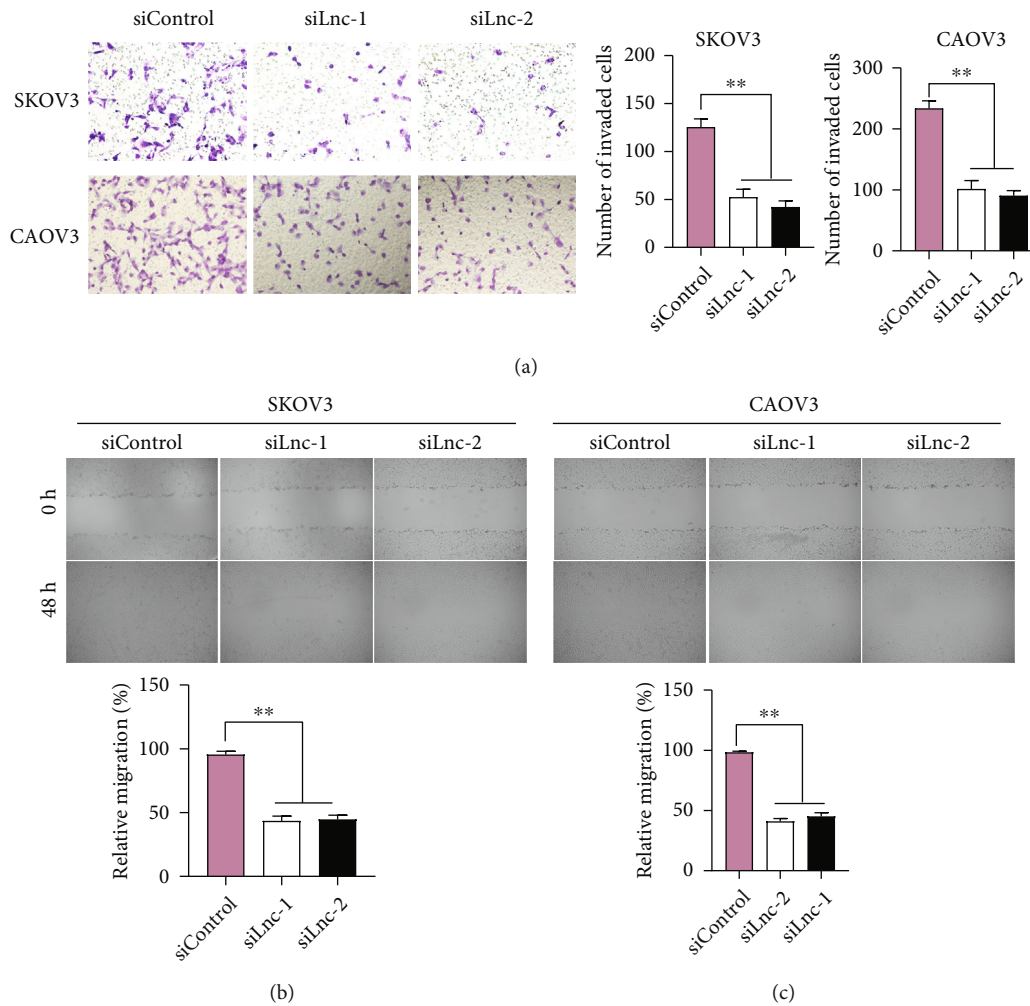 siControl siLnc-1 siLnc-2
SKOV3
CAOV3
SKOV3
Number of invaded cells
200
150
100
50
0
**
siControl
siLnc-1
siLnc-2
CAOV3
Number of invaded cells
300
200
100
0
**
siControl
siLnc-1
siLnc-2
(a)
SKOV3
siControl siLnc-1 siLnc-2
0 h
48 h
Relative migration (%)
150
100
50
0
**
siControl
siLnc-1
siLnc-2
(b)
CAOV3
siControl siLnc-1 siLnc-2
Relative migration (%)
150
100
50
0
**
siControl
siLnc-2
siLnc-1
(c)